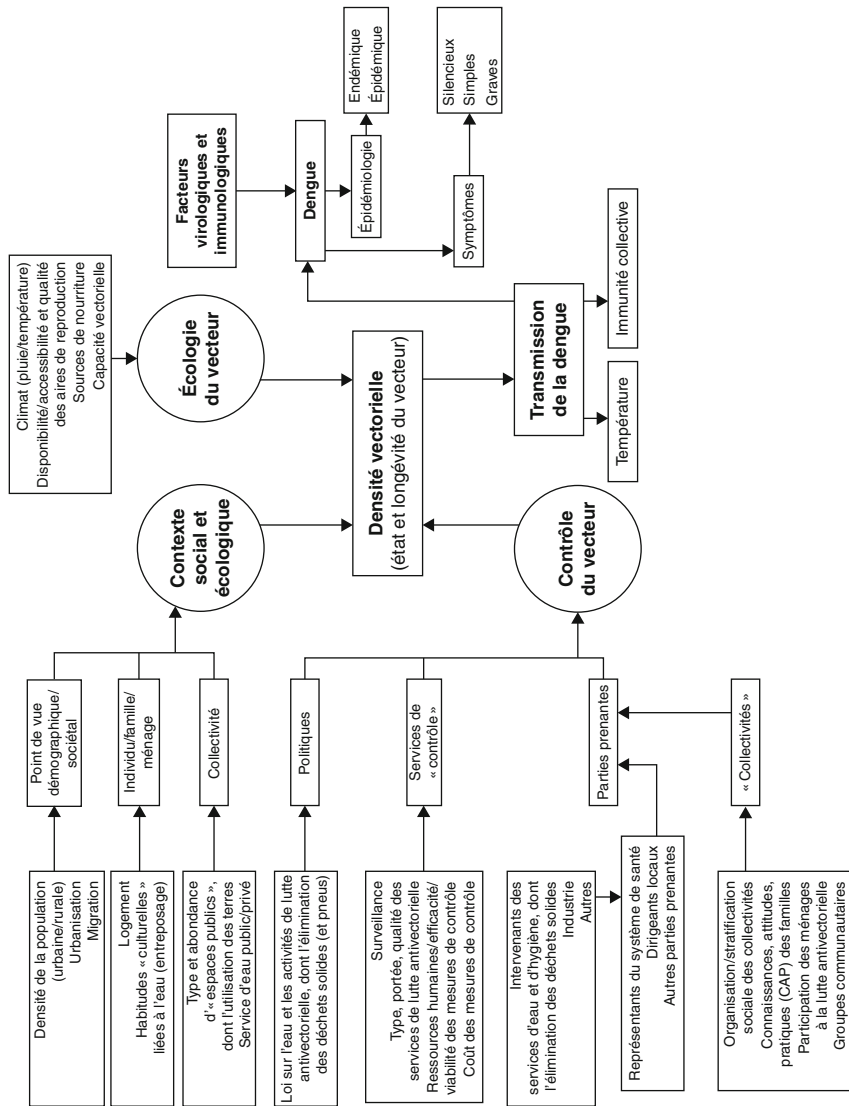 Densité de la population
(urbaine/rurale)
Urbanisation
Migration
Point de vue
démographique/
sociétal
Logement
Habitudes « culturelles »
liées à l'eau (entreposage)
Individu/famille/
ménage
Type et abondance
d'« espaces publics »,
dont l'utilisation des terres
Service d'eau public/privé
Collectivité
Loi sur l'eau et les activités de lutte
antivectorielle, dont l'élimination
des déchets solides (et pneus)
Politiques
Surveillance
Type, portée, qualité des
services de lutte antivectorielle
Ressources humaines/efficacité/
viabilité des mesures de contrôle
Coût des mesures de contrôle
Services de
« contrôle »
Intervenants des
services d'eau et d'hygiène, dont
l'élimination des déchets solides
Industrie
Autres
Représentants du système de santé
Dirigeants locaux
Autres parties prenantes
Parties prenantes
Organisation/stratification
sociale des collectivités
Connaissances, attitudes,
pratiques (CAP) des familles
Participation des ménages
à la lutte antivectorielle
Groupes communautaires
« Collectivités »
Contexte
social et
écologique
Climat (pluie/température)
Disponibilité/accessibilité et qualité
des aires de reproduction
Sources de nourriture
Capacité vectorielle
Écologie
du vecteur
Densité vectorielle
(état et longévité du vecteur)
Contrôle
du vecteur
Transmission
de la dengue
Température
Immunité collective
Facteurs
virologiques et
immunologiques
Dengue
Épidémiologie
Endémique
Épidémique
Symptômes
Silencieux
Simples
Graves